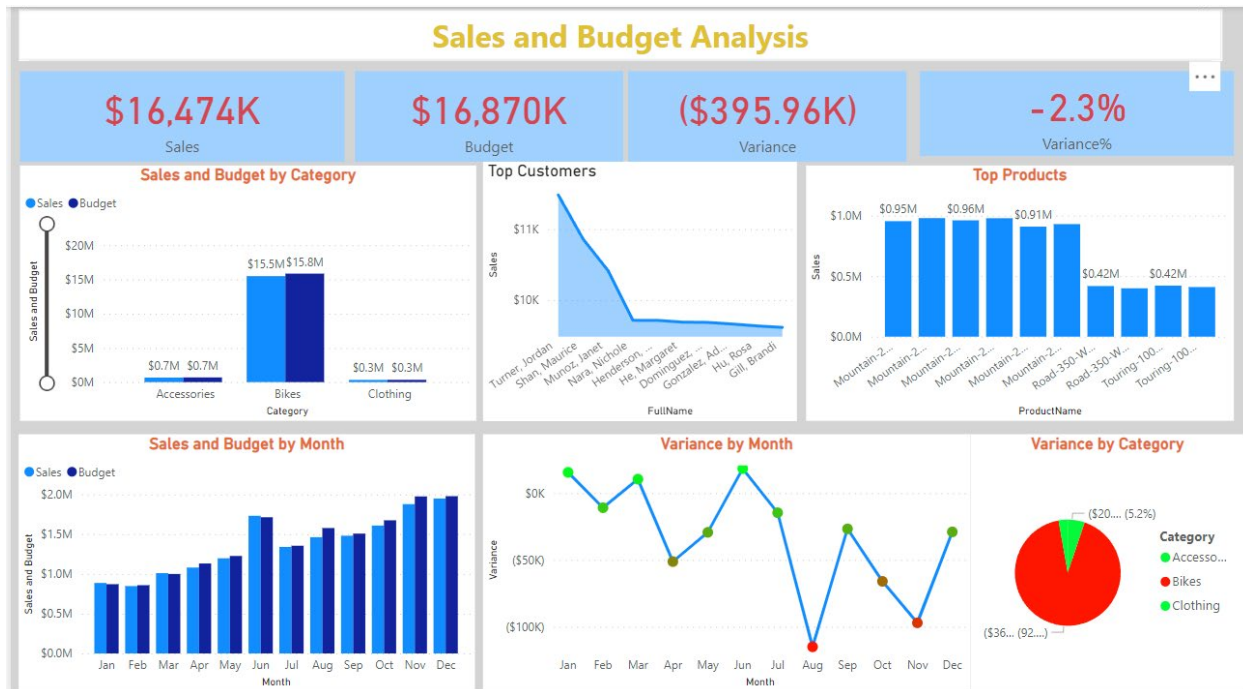 Sales and Budget Analysis
$16,474K
Sales
$16,870K
Budget
($395.96K)
Variance
-2.3%
Variance%
Sales and Budget by Category
Sales Budget
Sales and Budget
$20M
$15M
$10M
$5M
$0M
$0.7M $0.7M
$15.5M $15.8M
$0.3M $0.3M
Accessories Bikes Clothing
Category
Top Customers
Sales
$11K
$10K
Turner, Jordan
Shan, Maurice
Munoz, Janet
Nara, Nichole
Henderson, ...
He, Margaret
Dominguez, ...
Gonzalez, Ad...
Hu, Rosa
Gill, Brandi
FullName
Top Products
Sales
$1.0M
$0.5M
$0.0M
$0.95M $0.96M $0.91M $0.42M $0.42M
Mountain-2...
Mountain-2...
Mountain-2...
Mountain-2...
Mountain-2...
Mountain-2...
Road-350-W...
Road-350-W...
Touring-100...
Touring-100...
ProductName
Sales and Budget by Month
Sales Budget
Sales and Budget
$2.0M
$1.5M
$1.0M
$0.5M
$0.0M
Jan Feb Mar Apr May Jun Jul Aug Sep Oct Nov Dec
Month
Variance by Month
Variance
$0K
($50K)
($100K)
Jan Feb Mar Apr May Jun Jul Aug Sep Oct Nov Dec
Month
Variance by Category
($20.... (5.2%)
($36... (92....)
Category
Accesso...
Bikes
Clothing